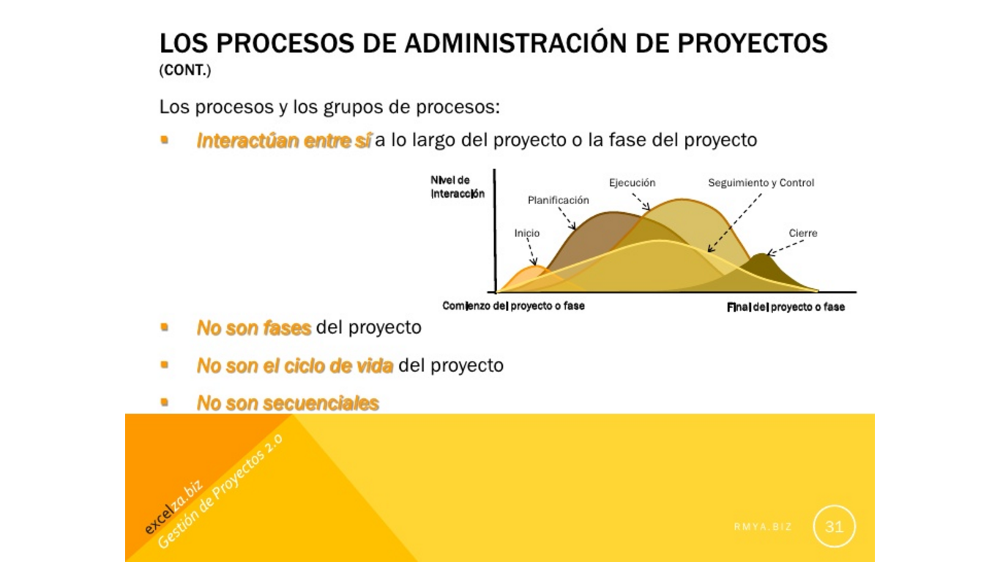 LOS PROCESOS DE ADMINISTRACIÓN DE PROYECTOS
(CONT.)
Los procesos y los grupos de procesos:
▪ Interactúan entre sí a lo largo del proyecto o la fase del proyecto
Nivel de
Interacción
Ejecución
Seguimiento y Control
Planificación
Inicio
Cierre
Comienzo del proyecto o fase
Final del proyecto o fase
▪ No son fases del proyecto
▪ No son el ciclo de vida del proyecto
▪ No son secuenciales
excelza.biz
Gestión de Proyectos 2.0
RMYA.BIZ
31